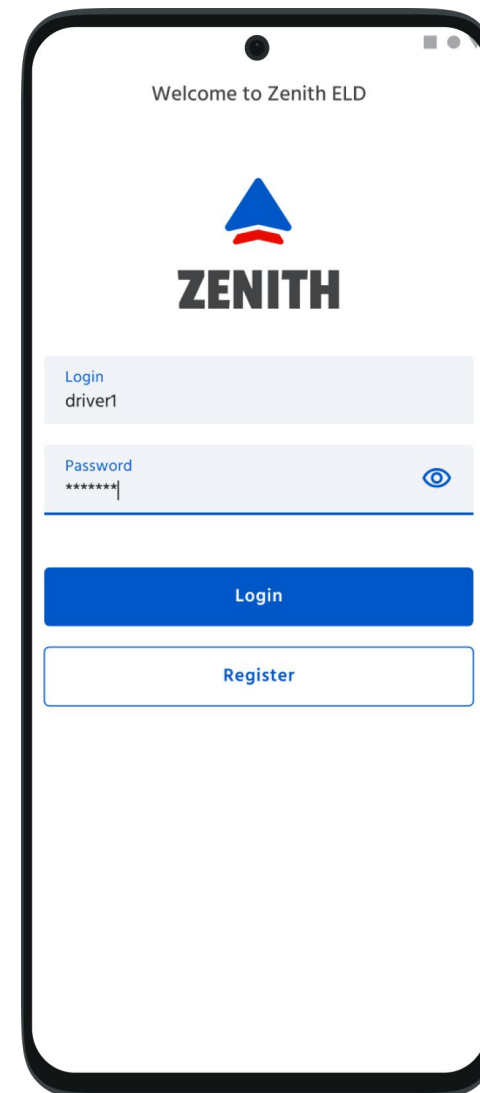 Welcome to Zenith ELD
ZENITH
Login
driver1
Password
*******
Login
Register